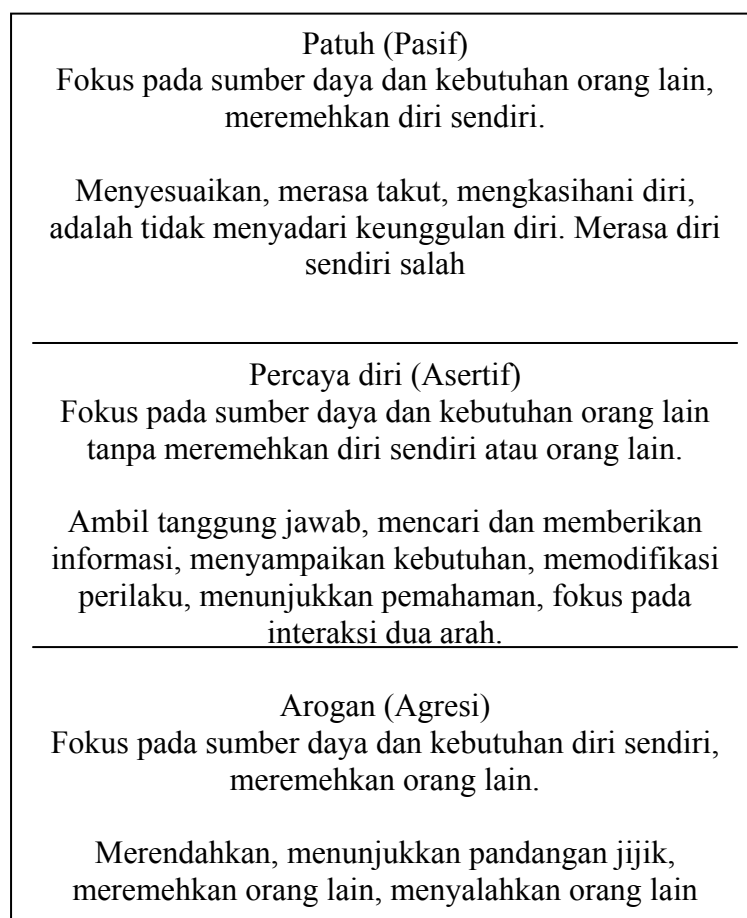 Patuh (Pasif)
Fokus pada sumber daya dan kebutuhan orang lain,
meremehkan diri sendiri.
Menyesuaikan, merasa takut, mengkasihani diri,
adalah tidak menyadari keunggulan diri. Merasa diri
sendiri salah
Percaya diri (Asertif)
Fokus pada sumber daya dan kebutuhan orang lain
tanpa meremehkan diri sendiri atau orang lain.
Ambil tanggung jawab, mencari dan memberikan
informasi, menyampaikan kebutuhan, memodifikasi
perilaku, menunjukkan pemahaman, fokus pada
interaksi dua arah.
Arogan (Agresi)
Fokus pada sumber daya dan kebutuhan diri sendiri,
meremehkan orang lain.
Merendahkan, menunjukkan pandangan jijik,
meremehkan orang lain, menyalahkan orang lain